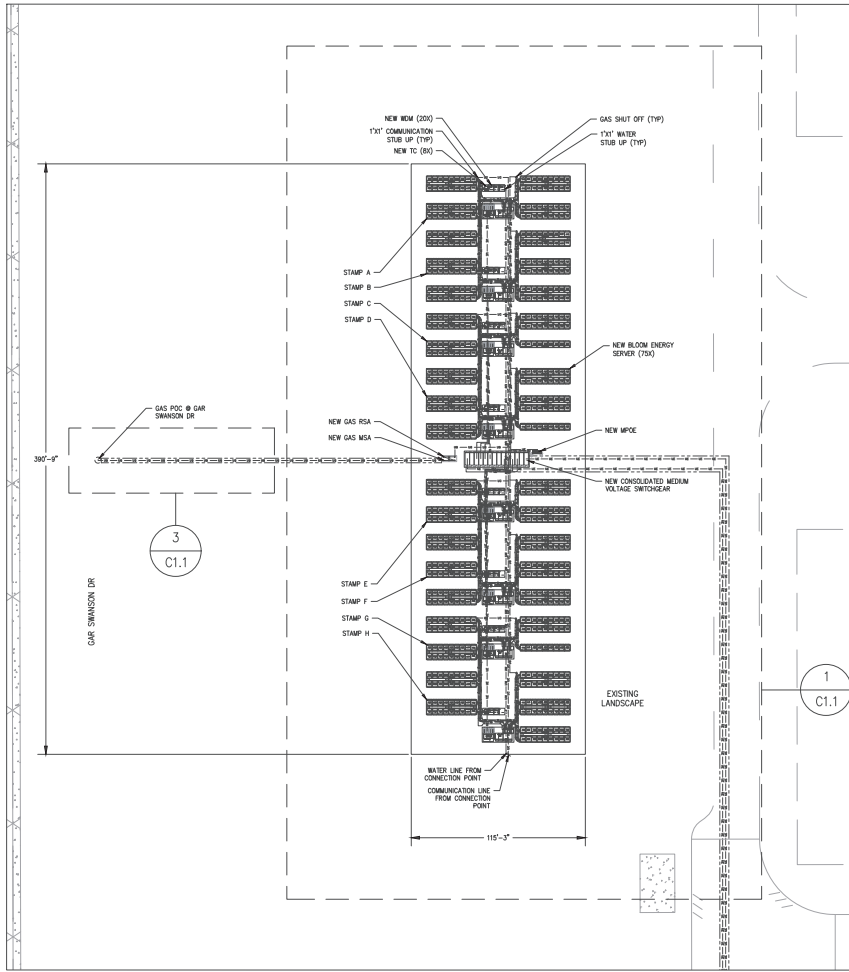 NEW WDM (20X)
1'X1' COMMUNICATION
STUB UP (TYP)
NEW TC (8X)
GAS SHUT OFF (TYP)
1'X1' WATER
STUB UP (TYP)
STAMP A
STAMP B
STAMP C
STAMP D
NEW BLOOM ENERGY
SERVER (75X)
GAS POC @ GAR
SWANSON DR
NEW GAS RSA
NEW GAS MSA
NEW MPOE
390'-9"
NEW CONSOLIDATED MEDIUM
VOLTAGE SWITCHGEAR
3
C1.1
GAR SWANSON DR
STAMP E
STAMP F
STAMP G
STAMP H
EXISTING
LANDSCAPE
1
C1.1
WATER LINE FROM
CONNECTION POINT
COMMUNICATION LINE
FROM CONNECTION
POINT
115'-3"